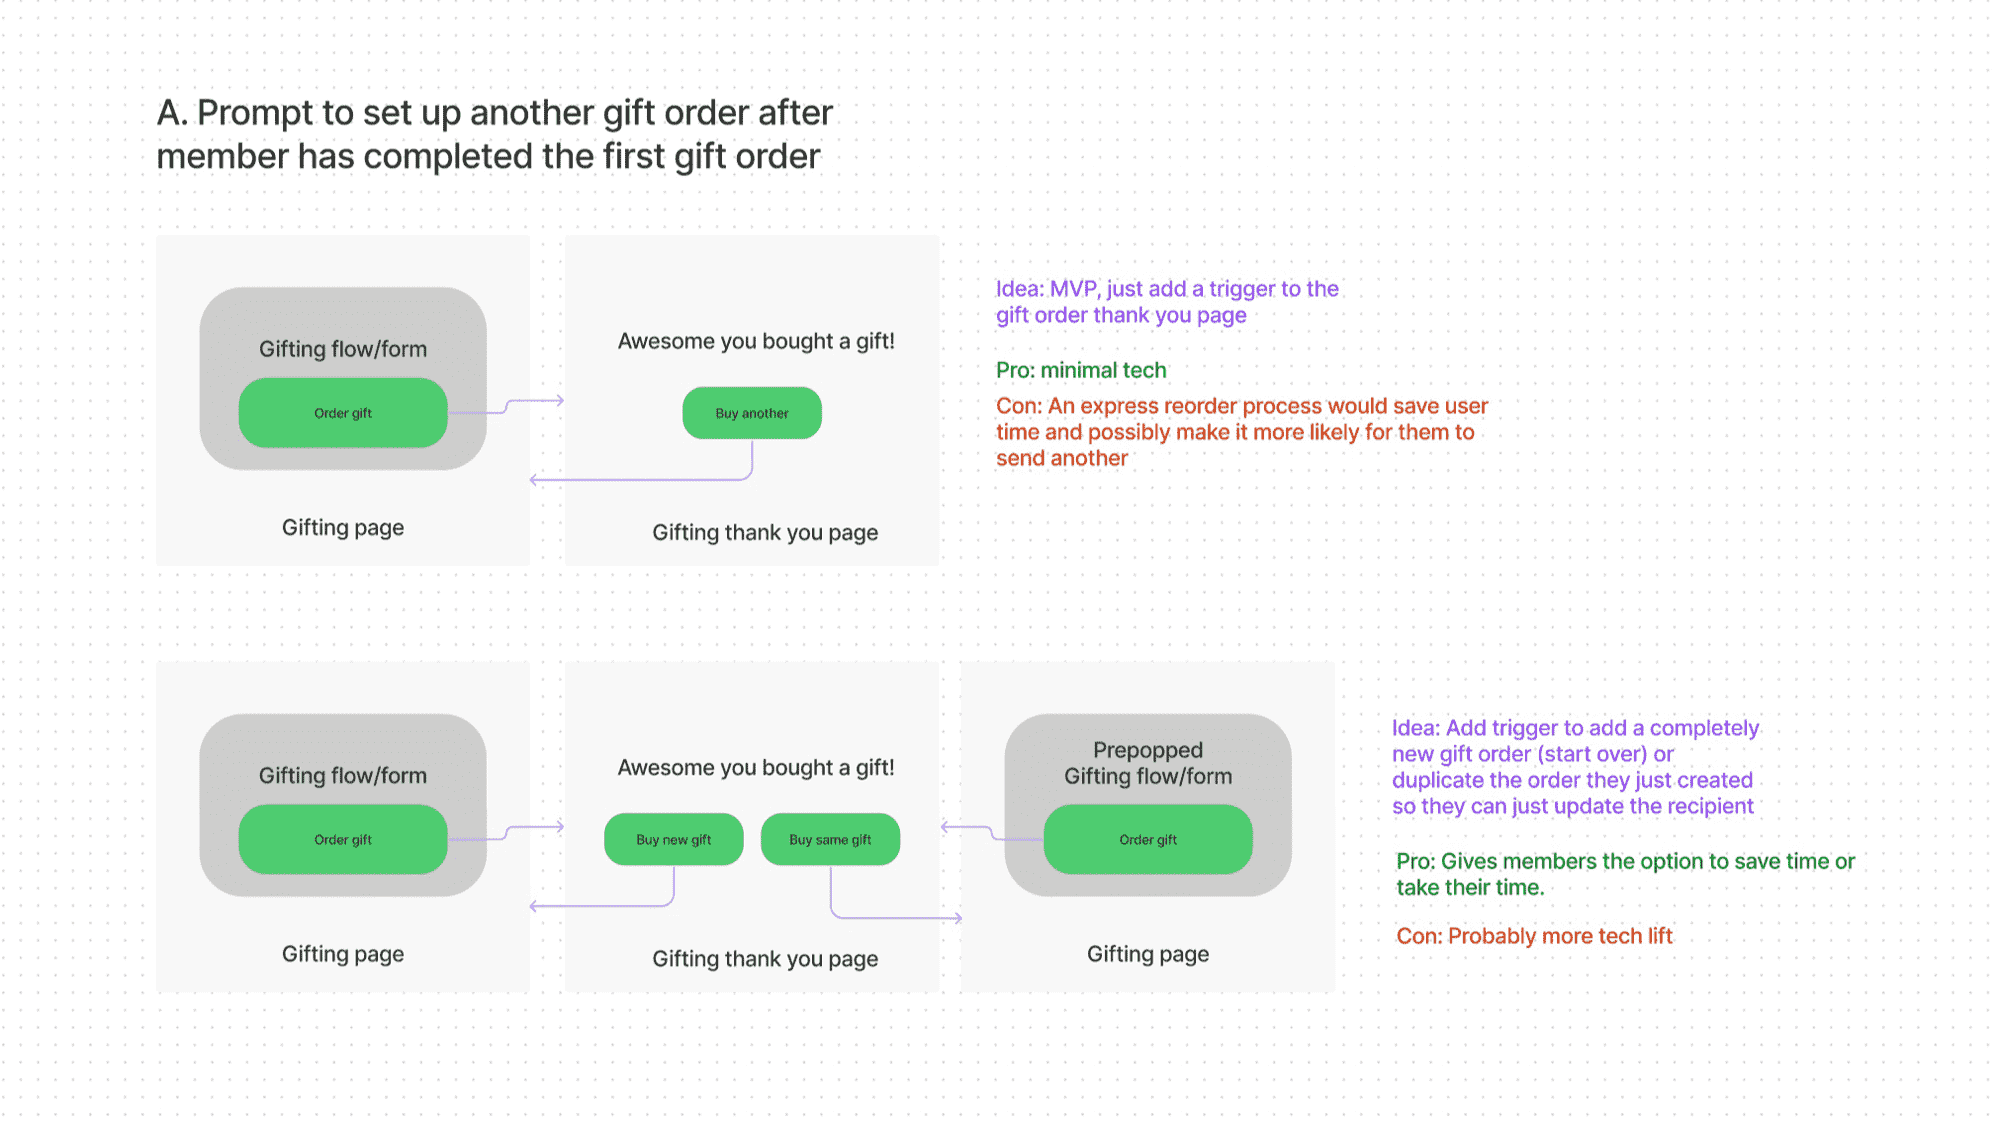 A. Prompt to set up another gift order after
member has completed the first gift order
Gifting flow/form
Order gift
Gifting page
Awesome you bought a gift!
Buy another
Gifting thank you page
Idea: MVP, just add a trigger to the
gift order thank you page
Pro: minimal tech
Con: An express reorder process would save user
time and possibly make it more likely for them to
send another
Gifting flow/form
Order gift
Gifting page
Awesome you bought a gift!
Buy new gift
Buy same gift
Gifting thank you page
Prepopped
Gifting flow/form
Order gift
Gifting page
Idea: Add trigger to add a completely
new gift order (start over) or
duplicate the order they just created
so they can just update the recipient
Pro: Gives members the option to save time or
take their time.
Con: Probably more tech lift